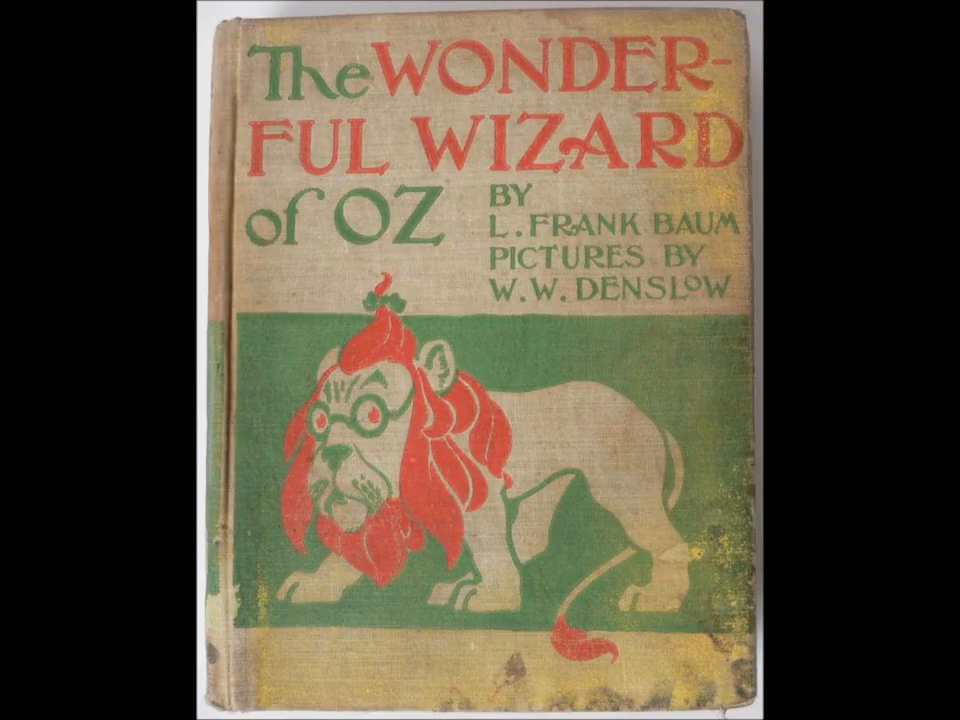 The WONDER-
FUL WIZARD
of OZ
BY
L. FRANK BAUM
PICTURES BY
W. W. DENSLOW